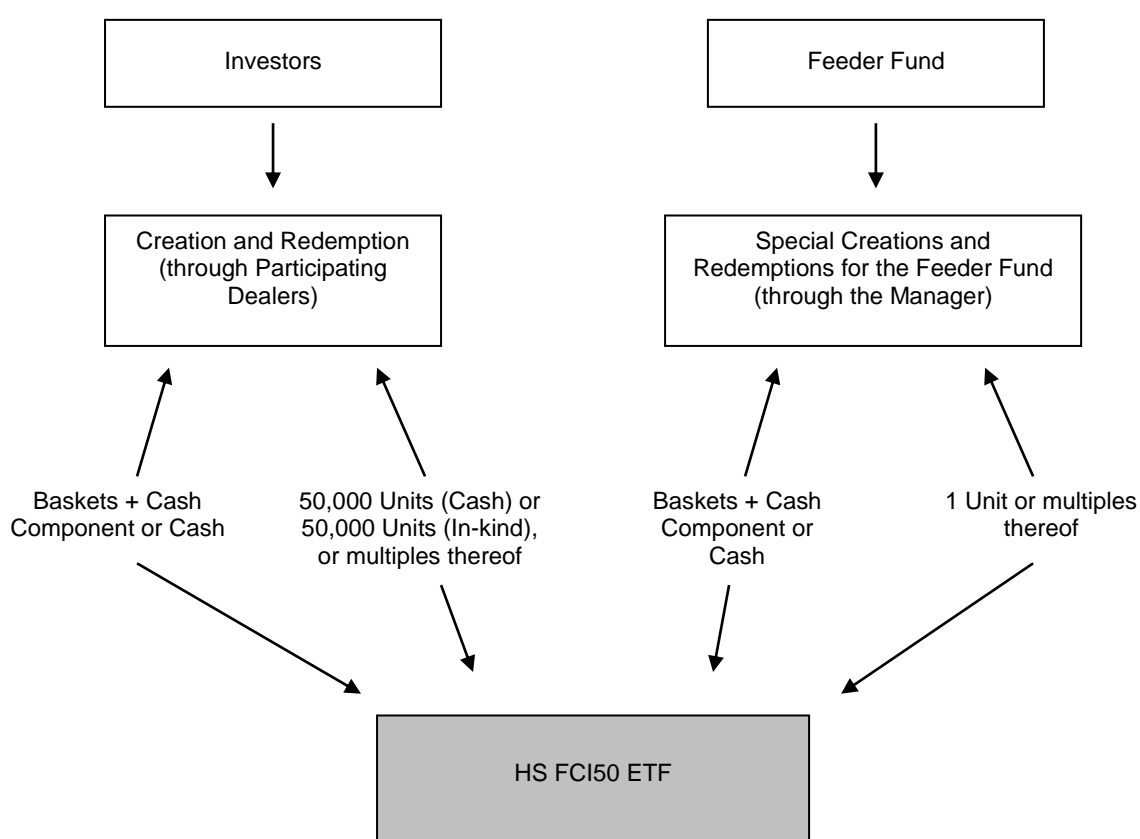 Investors
Feeder Fund
Creation and Redemption
(through Participating
Dealers)
Special Creations and
Redemptions for the Feeder Fund
(through the Manager)
Baskets + Cash
Component or Cash
50,000 Units (Cash) or
50,000 Units (In-kind),
or multiples thereof
Baskets + Cash
Component or
Cash
1 Unit or multiples
thereof
HS FCI50 ETF